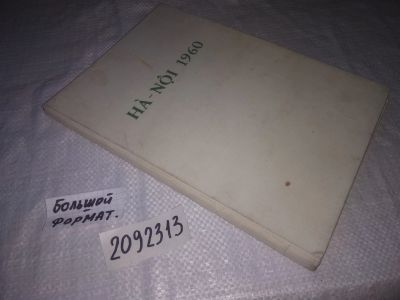 HÀ-NỘI 1960
большой
формат.
2092313